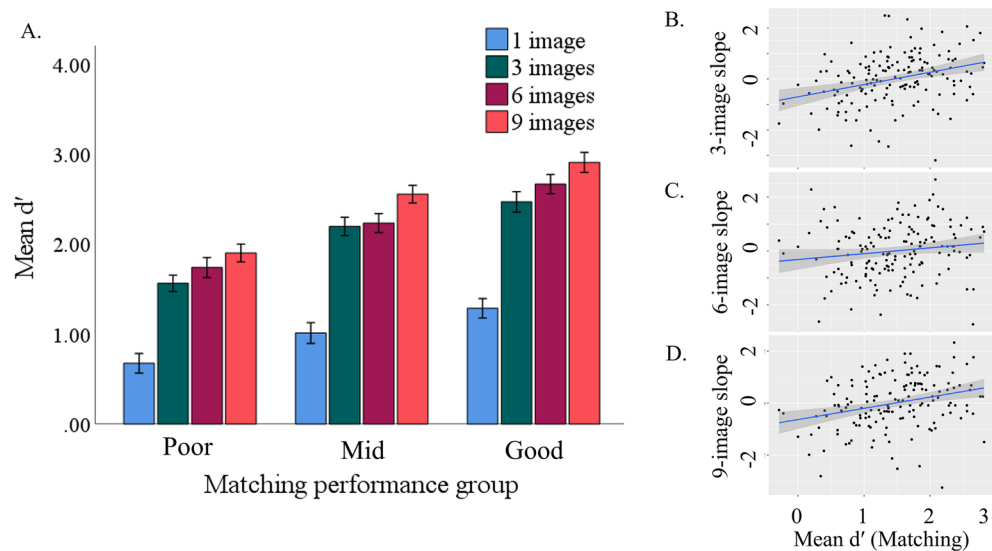 A.
1 image
3 images
6 images
9 images
4.00
3.00
2.00
1.00
.00
Mean d′
Poor Mid Good
Matching performance group
B.
3-image slope
2
0
-2
C.
6-image slope
2
0
-2
D.
9-image slope
2
0
-2
0 1 2 3
Mean d′ (Matching)